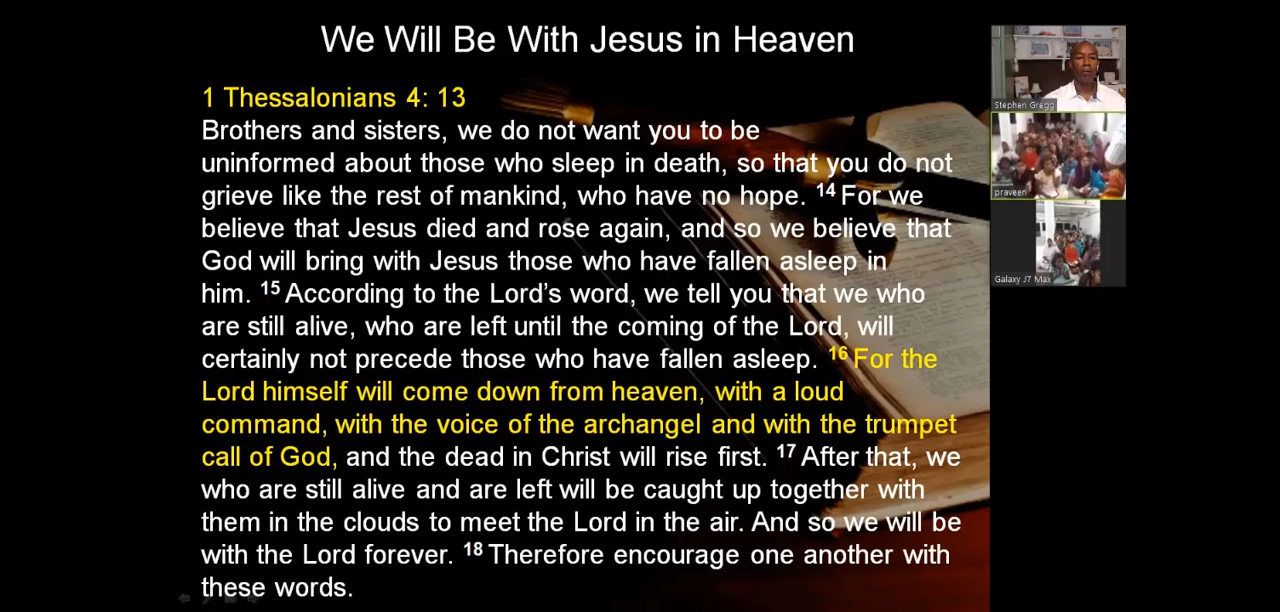 We Will Be With Jesus in Heaven
1 Thessalonians 4: 13
Brothers and sisters, we do not want you to be
uninformed about those who sleep in death, so that you do not
grieve like the rest of mankind, who have no hope. 14 For we
believe that Jesus died and rose again, and so we believe that
God will bring with Jesus those who have fallen asleep in
him. 15 According to the Lord’s word, we tell you that we who
are still alive, who are left until the coming of the Lord, will
certainly not precede those who have fallen asleep. 16 For the
Lord himself will come down from heaven, with a loud
command, with the voice of the archangel and with the trumpet
call of God, and the dead in Christ will rise first. 17 After that, we
who are still alive and are left will be caught up together with
them in the clouds to meet the Lord in the air. And so we will be
with the Lord forever. 18 Therefore encourage one another with
these words.
Stephen Gregg
praveen
Galaxy J7 Max